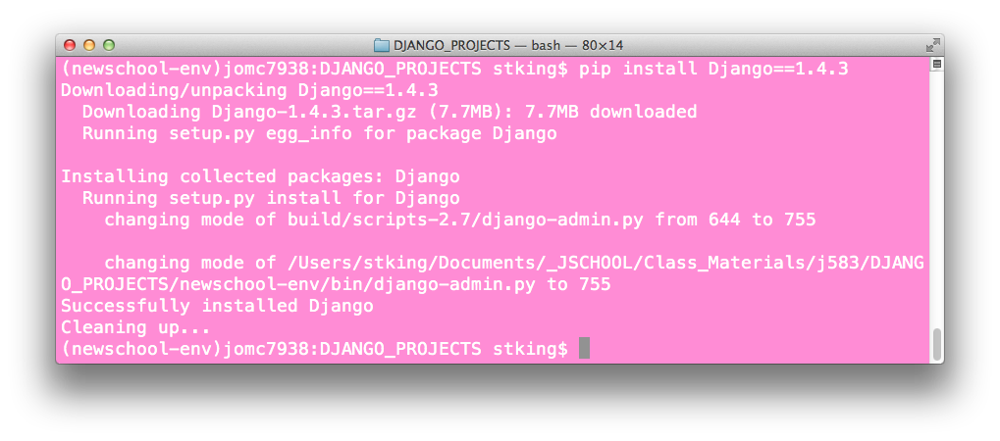 DJANGO_PROJECTS — bash — 80×14
(newschool-env)jomc7938:DJANGO_PROJECTS stking$ pip install Django==1.4.3
Downloading/unpacking Django==1.4.3
  Downloading Django-1.4.3.tar.gz (7.7MB): 7.7MB downloaded
  Running setup.py egg_info for package Django

Installing collected packages: Django
  Running setup.py install for Django
    changing mode of build/scripts-2.7/django-admin.py from 644 to 755

    changing mode of /Users/stking/Documents/_JSCHOOL/Class_Materials/j583/DJANG
O_PROJECTS/newschool-env/bin/django-admin.py to 755
Successfully installed Django
Cleaning up...
(newschool-env)jomc7938:DJANGO_PROJECTS stking$